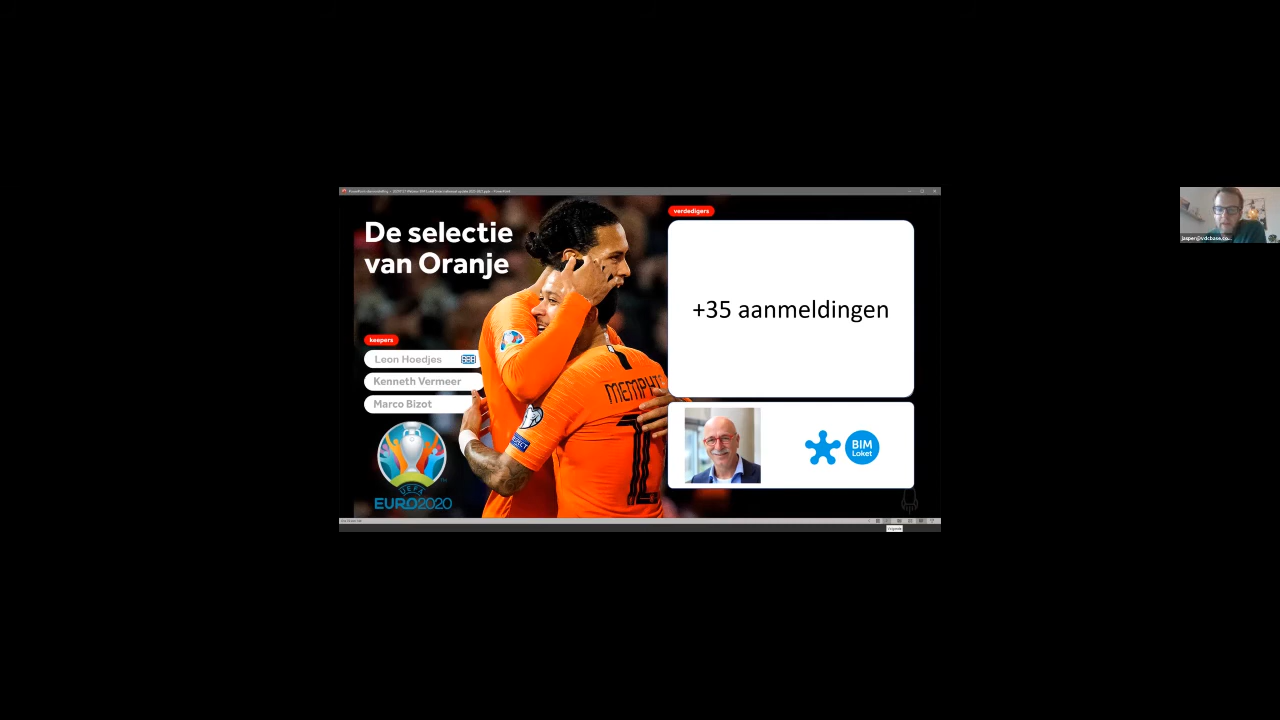 De selectie
van Oranje
keepers
Leon Hoedjes
Kenneth Vermeer
Marco Bizot
UEFA
EURO2020
MEMPHIS
RESPECT
verdedigers
+35 aanmeldingen
BIM
Loket